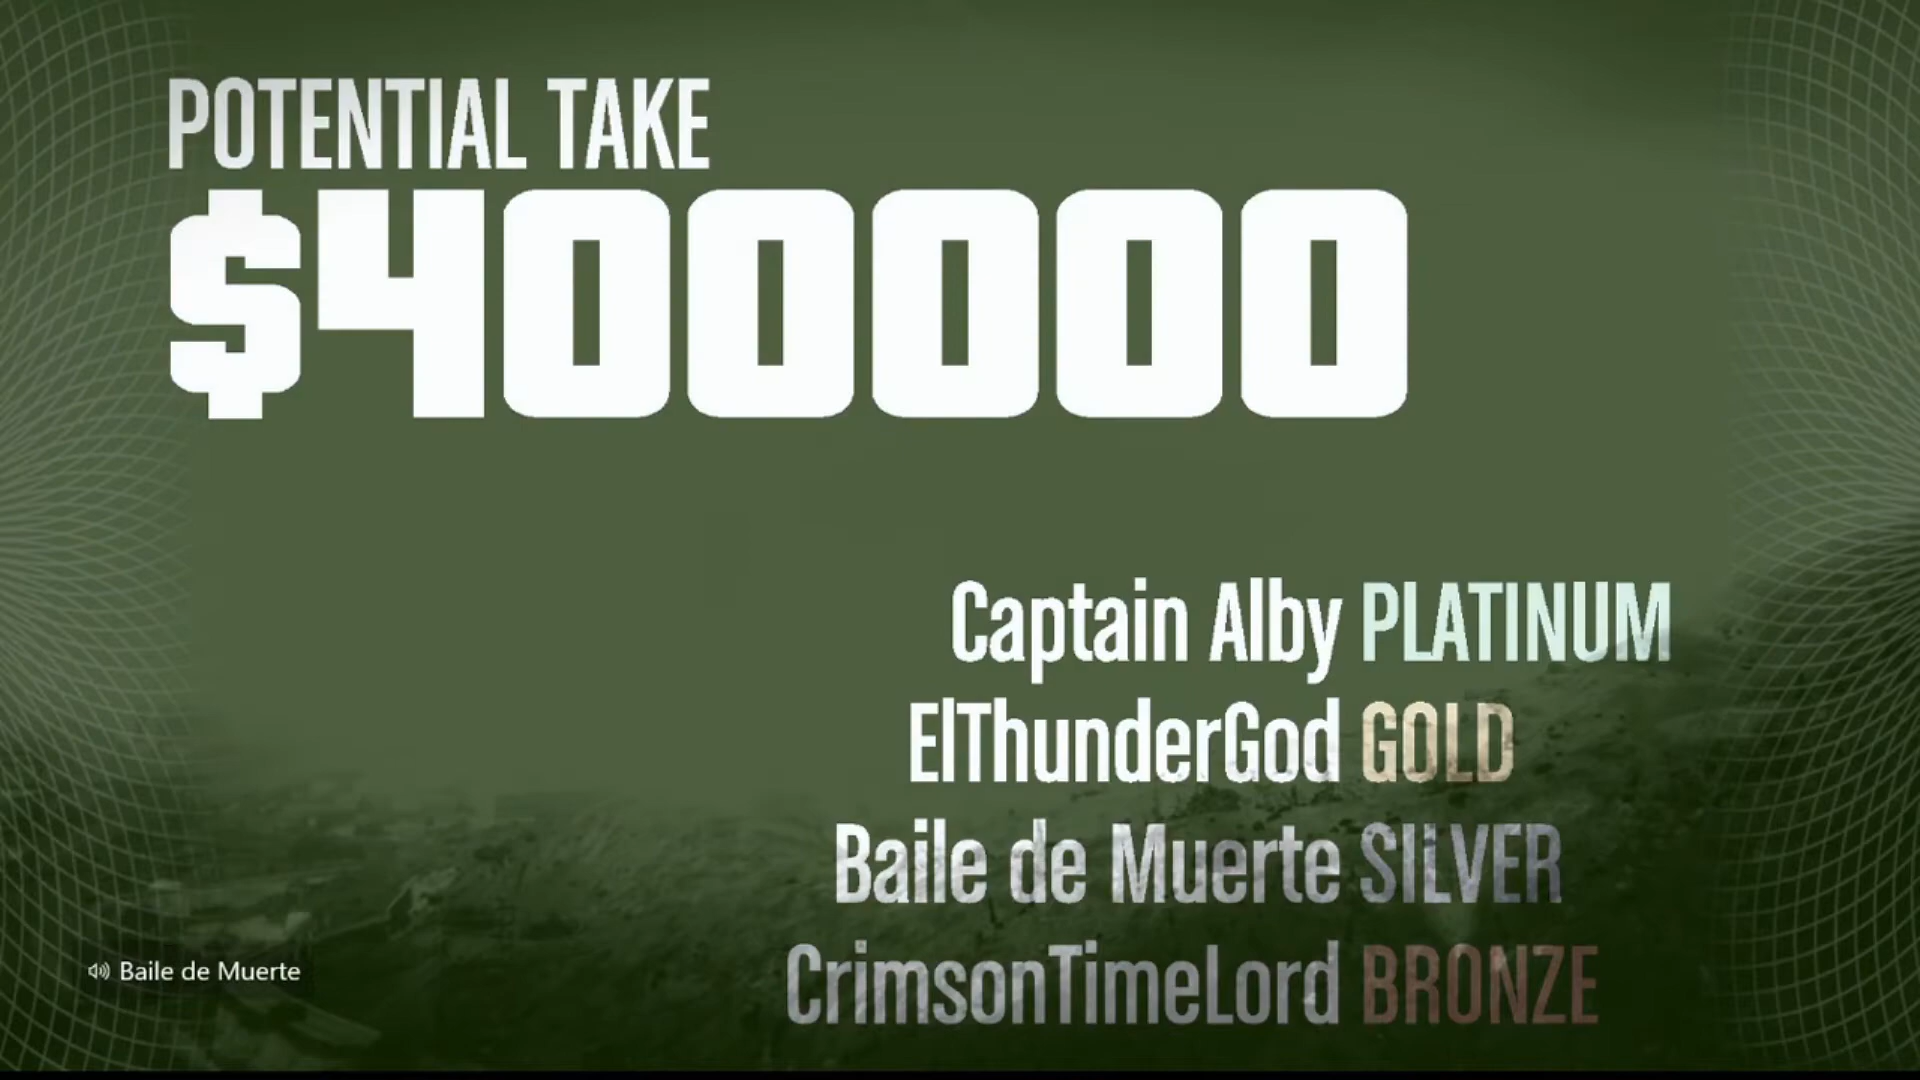 POTENTIAL TAKE
$400000
Captain Alby PLATINUM
ElThunderGod GOLD
Baile de Muerte SILVER
CrimsonTimeLord BRONZE
Baile de Muerte